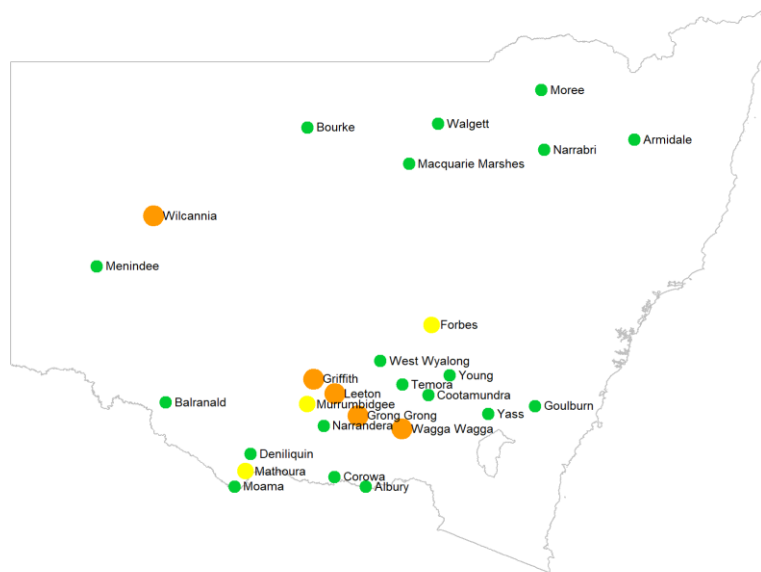 Moree
Walgett
Bourke
Armidale
Narrabri
Macquarie Marshes
Wilcannia
Menindee
Forbes
West Wyalong
Young
Griffith
Temora
Leeton
Cootamundra
Balranald
Murrumbidgee
Goulburn
Yass
Grong Grong
Narrandera
Wagga Wagga
Deniliquin
Mathoura
Corowa
Moama
Albury